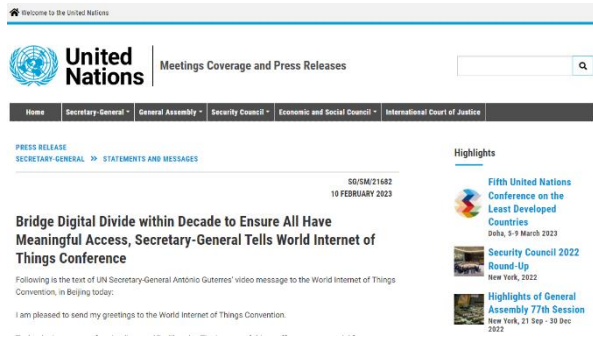 Welcome to the United Nations
United
Nations
Meetings Coverage and Press Releases
Home
Secretary-General
General Assembly
Security Council
Economic and Social Council
International Court of Justice
PRESS RELEASE
SECRETARY-GENERAL >> STATEMENTS AND MESSAGES
SG/SM/21682
10 FEBRUARY 2023
Bridge Digital Divide within Decade to Ensure All Have
Meaningful Access, Secretary-General Tells World Internet of
Things Conference
Following is the text of UN Secretary-General António Guterres' video message to the World Internet of Things
Convention, in Beijing today:
I am pleased to send my greetings to the World Internet of Things Convention.
Highlights
Fifth United Nations
Conference on the
Least Developed
Countries
Doha, 5-9 March 2023
Security Council 2022
Round-Up
New York, 2022
Highlights of General
Assembly 77th Session
New York, 21 Sep - 30 Dec
2022